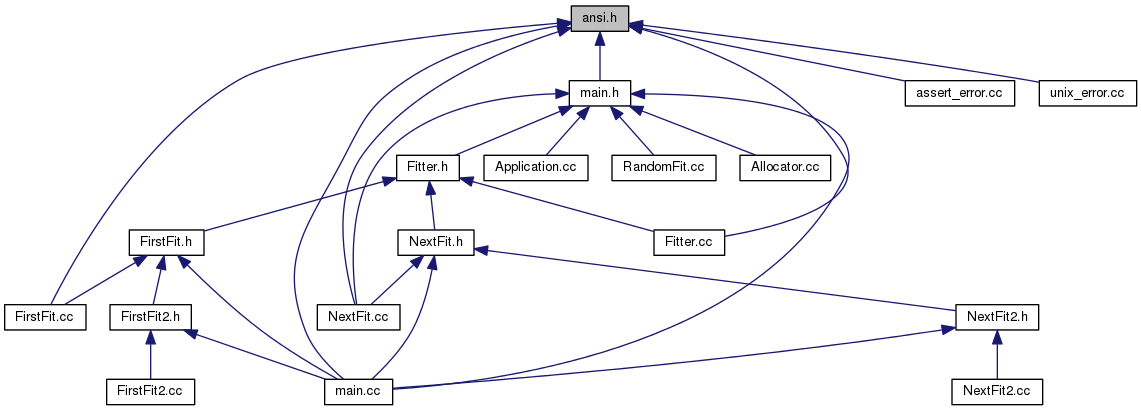 ansi.h
main.h
assert_error.cc
unix_error.cc
Fitter.h
Application.cc
RandomFit.cc
Allocator.cc
FirstFit.h
NextFit.h
Fitter.cc
FirstFit.cc
FirstFit2.h
NextFit.cc
NextFit2.h
FirstFit2.cc
main.cc
NextFit2.cc